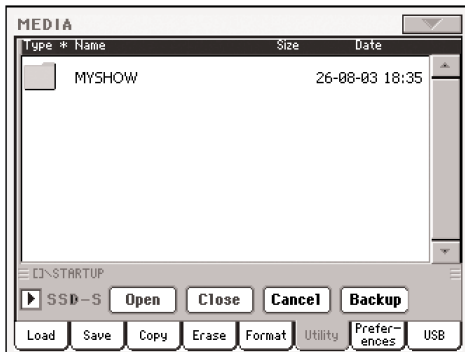 MEDIA
Type * Name Size Date
MYSHOW 26-08-03 18:35
[]\STARTUP
SSD-S Open Close Cancel Backup
Load Save Copy Erase Format Utility Prefer-ences USB